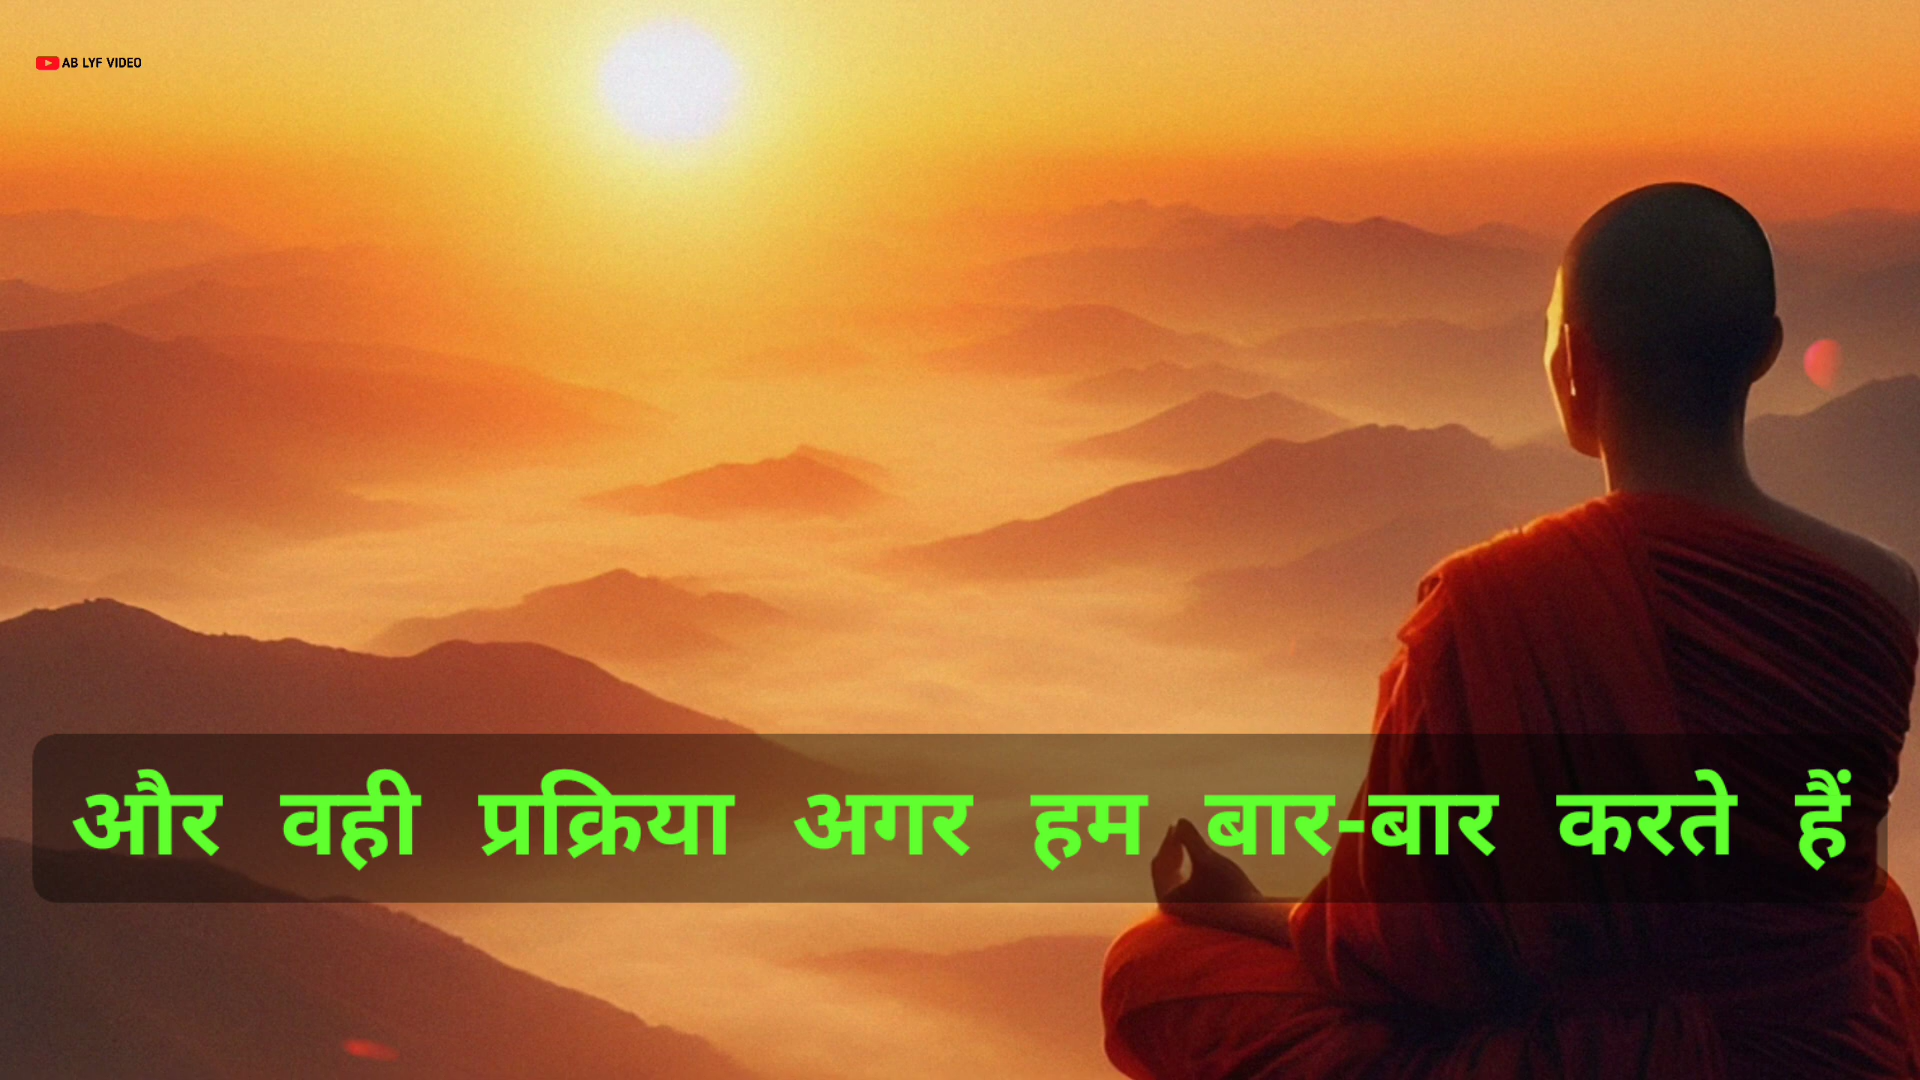 AB LYF VIDEO
और वही प्रक्रिया अगर हम बार-बार करते हैं